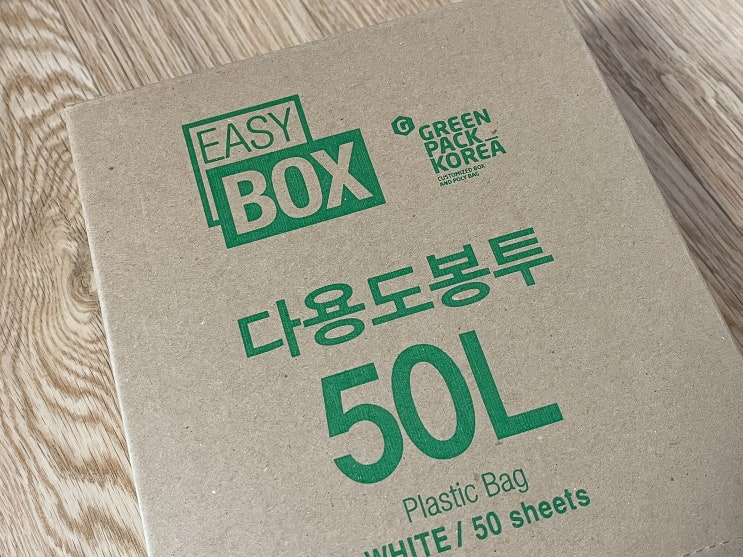 EASY
BOX
G
GREEN
PACK_
KOREA
CUSTOMIZED BOX
AND POLY BAG
다용도봉투
50L
Plastic Bag
WHITE / 50 sheets